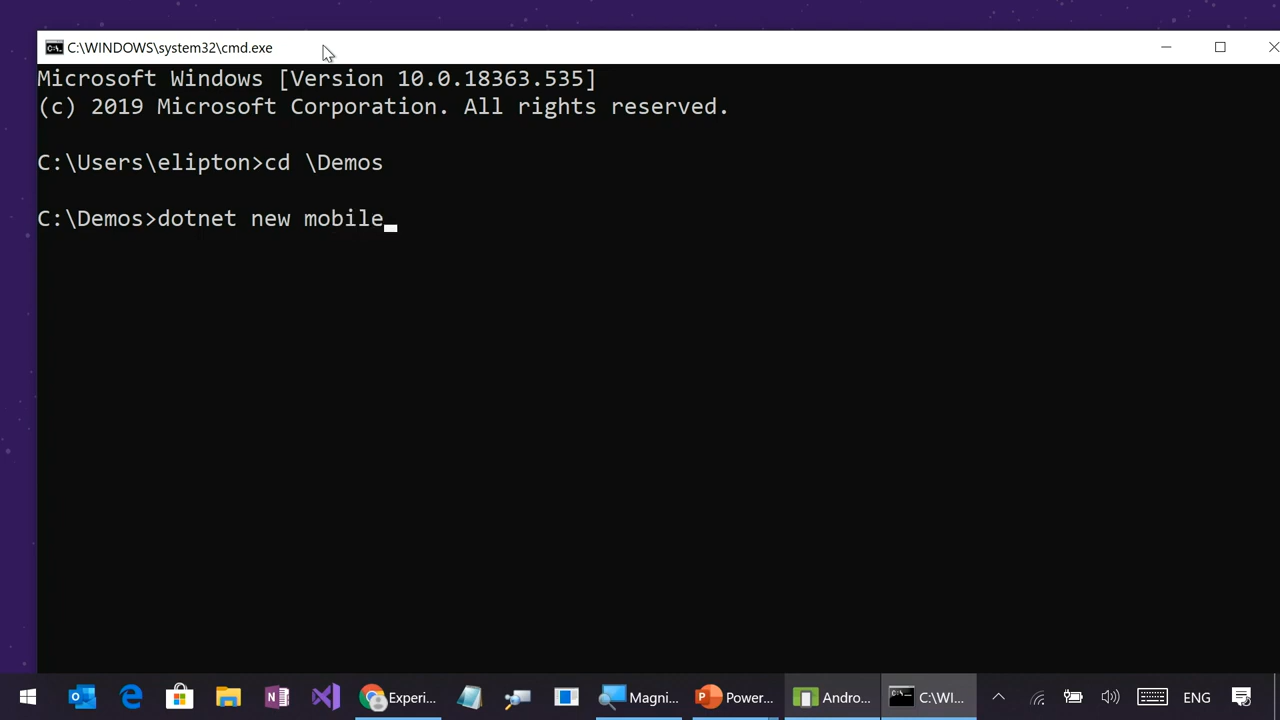 C:\WINDOWS\system32\cmd.exe
Microsoft Windows [Version 10.0.18363.535]
(c) 2019 Microsoft Corporation. All rights reserved.
C:\Users\elipton>cd \Demos
C:\Demos>dotnet new mobile
Experi...
Magni...
Power...
Andro...
C:\WI...
ENG